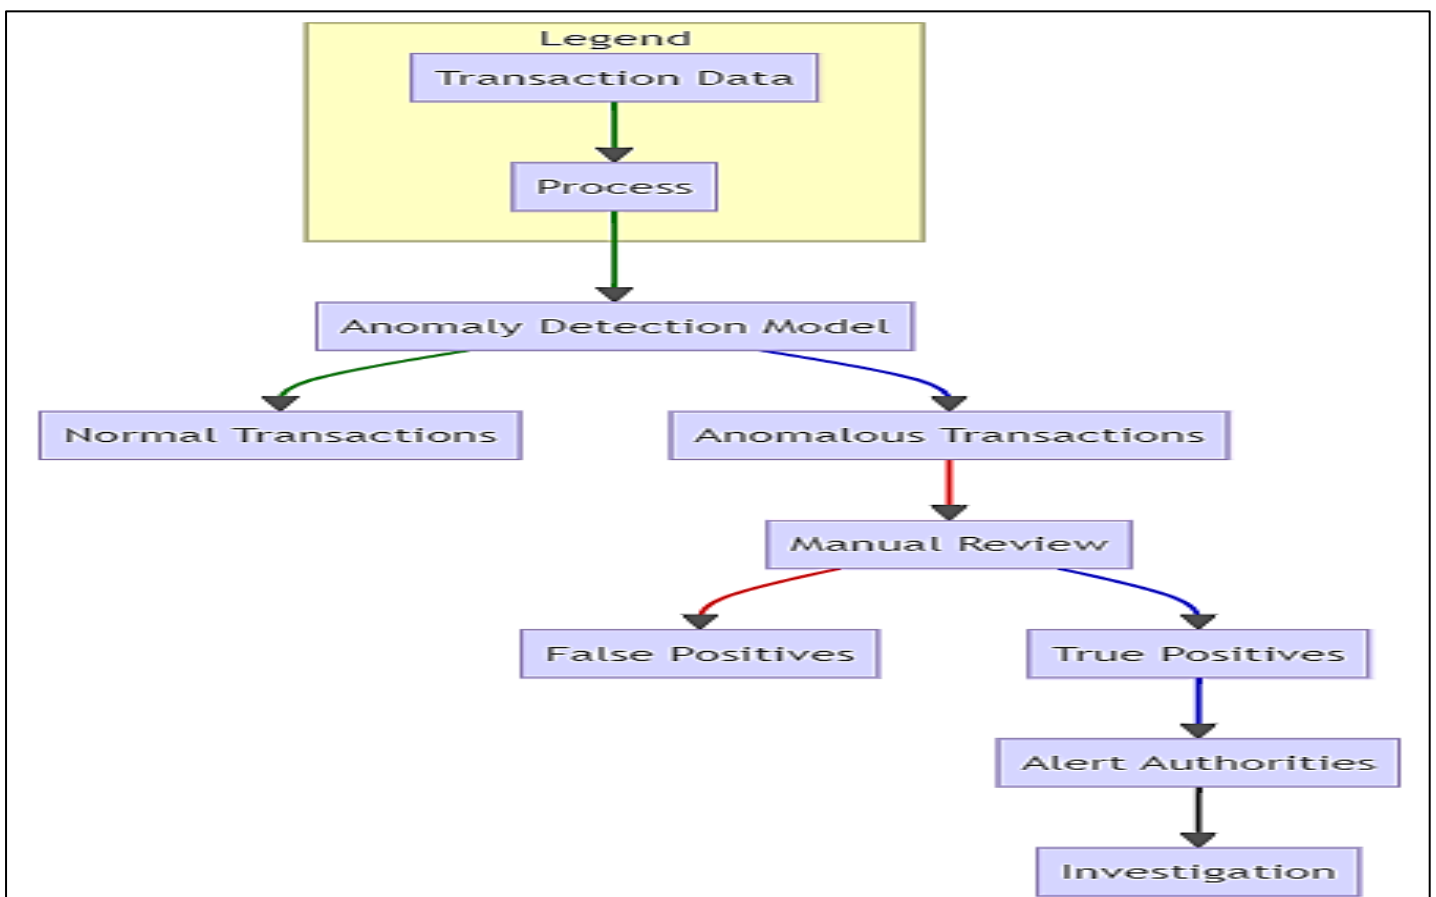 Legend
Transaction Data
Process
Anomaly Detection Model
Normal Transactions
Anomalous Transactions
Manual Review
False Positives
True Positives
Alert Authorities
Investigation